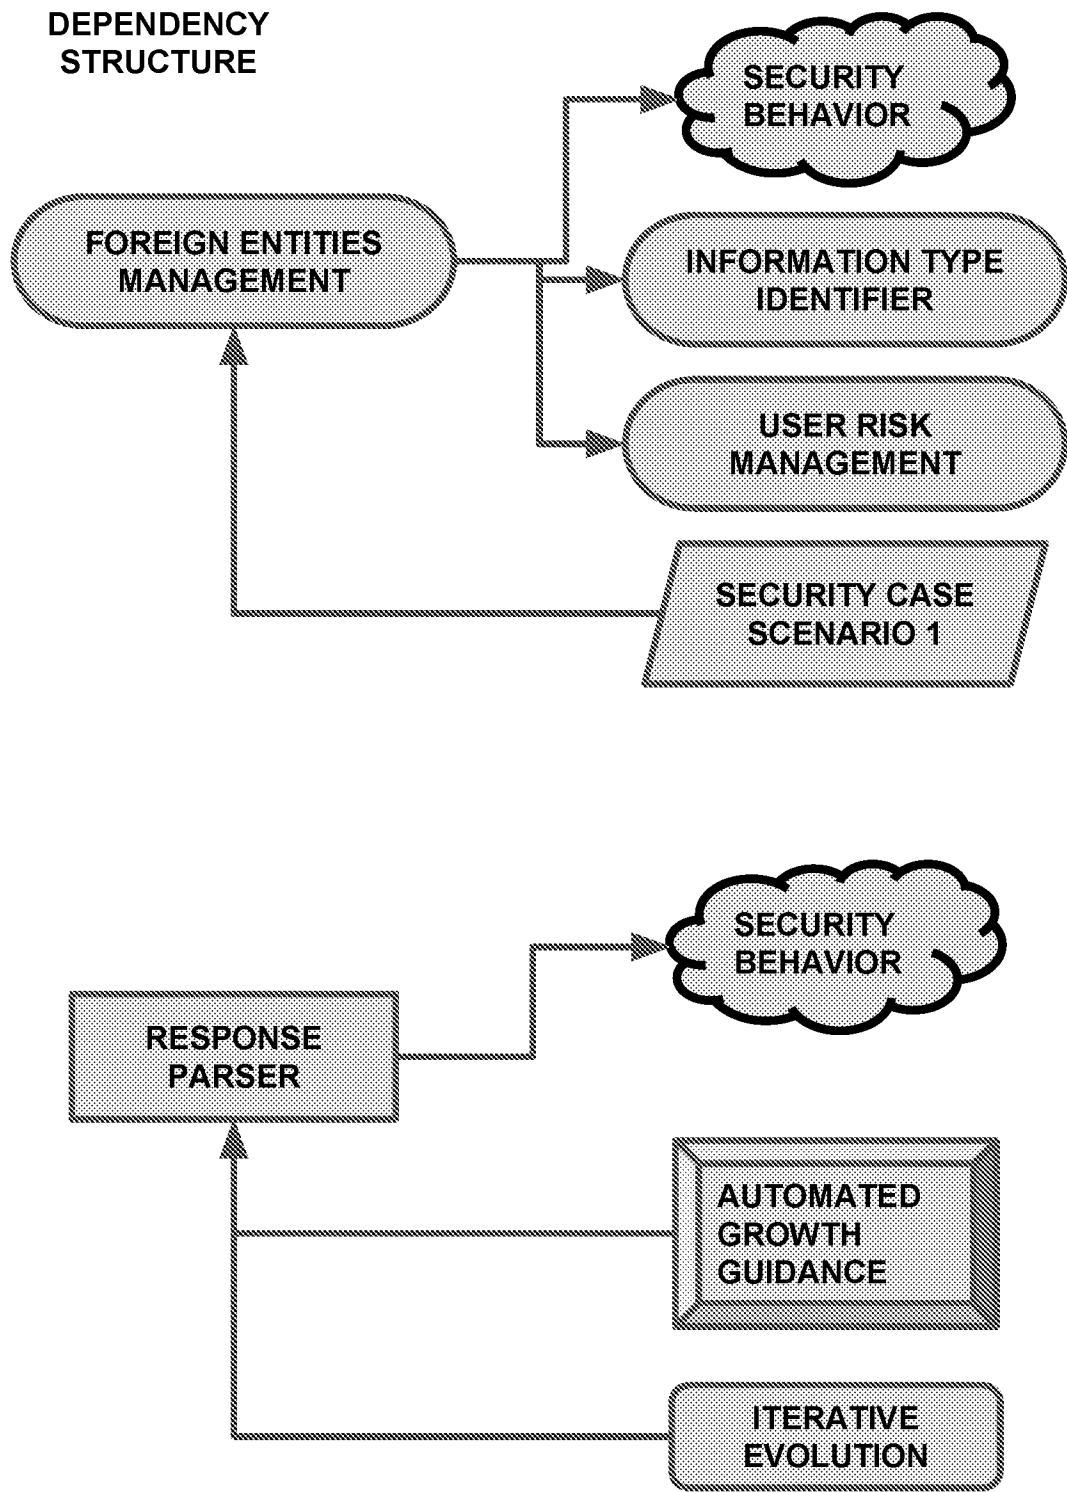 DEPENDENCY
STRUCTURE
SECURITY
BEHAVIOR
FOREIGN ENTITIES
MANAGEMENT
INFORMATION TYPE
IDENTIFIER
USER RISK
MANAGEMENT
SECURITY CASE
SCENARIO 1
SECURITY
BEHAVIOR
RESPONSE
PARSER
AUTOMATED
GROWTH
GUIDANCE
ITERATIVE
EVOLUTION